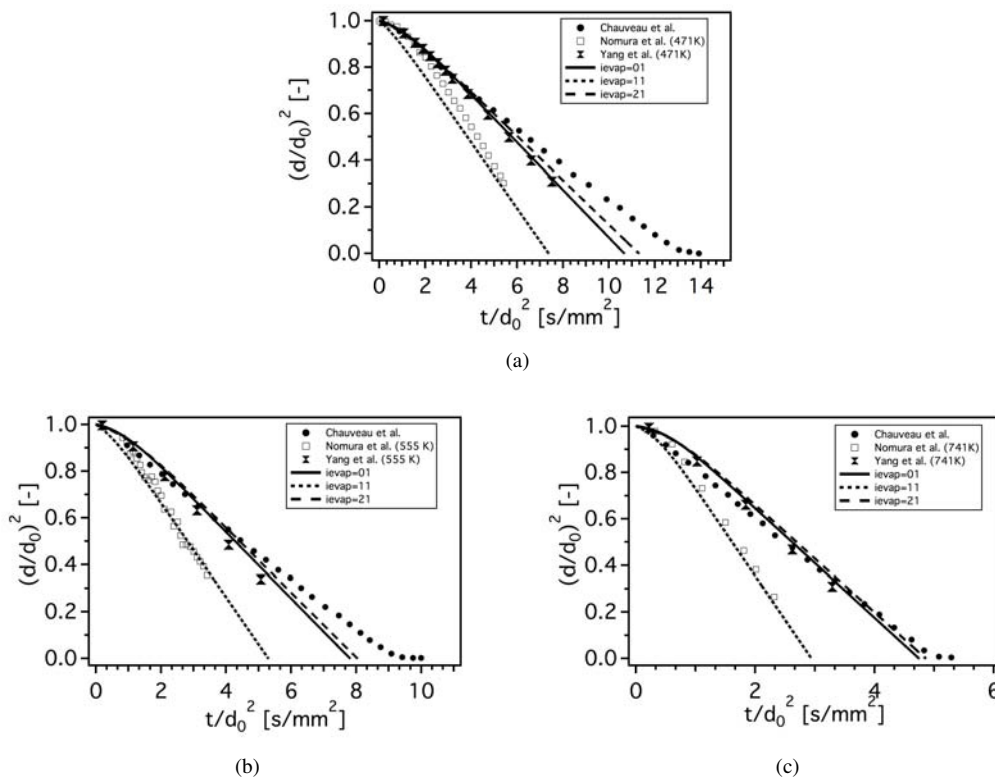 1.0
0.8
0.6
0.4
0.2
0.0
(d/d₀)² [-]
Chauveau et al.
Nomura et al. (471K)
Yang et al. (471K)
ievap=01
ievap=11
ievap=21
0 2 4 6 8 10 12 14
t/d₀² [s/mm²]
(a)
1.0
0.8
0.6
0.4
0.2
0.0
(d/d₀)² [-]
Chauveau et al.
Nomura et al. (555 K)
Yang et al. (555 K)
ievap=01
ievap=11
ievap=21
0 2 4 6 8 10
t/d₀² [s/mm²]
(b)
1.0
0.8
0.6
0.4
0.2
0.0
(d/d₀)² [-]
Chauveau et al.
Nomura et al. (741K)
Yang et al. (741K)
ievap=01
ievap=11
ievap=21
0 2 4 6
t/d₀² [s/mm²]
(c)